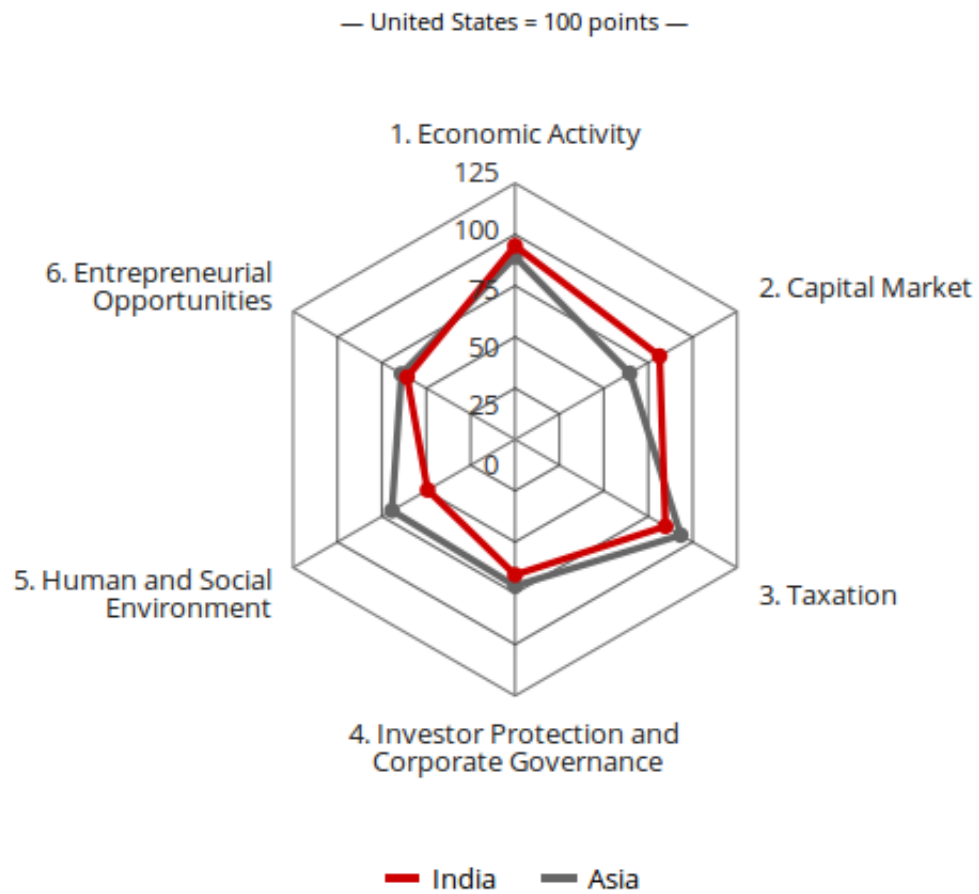 — United States = 100 points —
1. Economic Activity
125
100
75
50
25
0
2. Capital Market
3. Taxation
4. Investor Protection and
Corporate Governance
5. Human and Social
Environment
6. Entrepreneurial
Opportunities
India
Asia